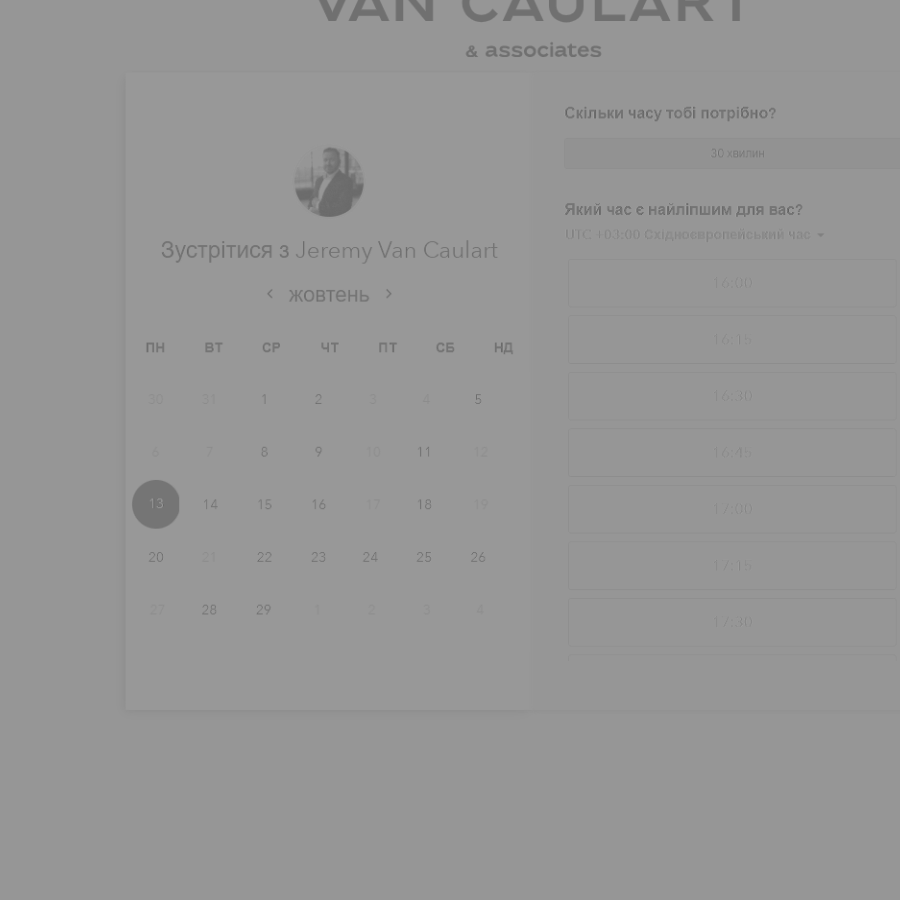 VAN CAULART
& associates
Зустрітися з Jeremy Van Caulart
жовтень
ПН ВТ СР ЧТ ПТ СБ НД
30 31 1 2 3 4 5
6 7 8 9 10 11 12
13 14 15 16 17 18 19
20 21 22 23 24 25 26
27 28 29 1 2 3 4
Скільки часу тобі потрібно?
30 хвилин
Який час є найліпшим для вас?
UTC +03:00 Східноєвропейський час
16:00
16:15
16:30
16:45
17:00
17:15
17:30